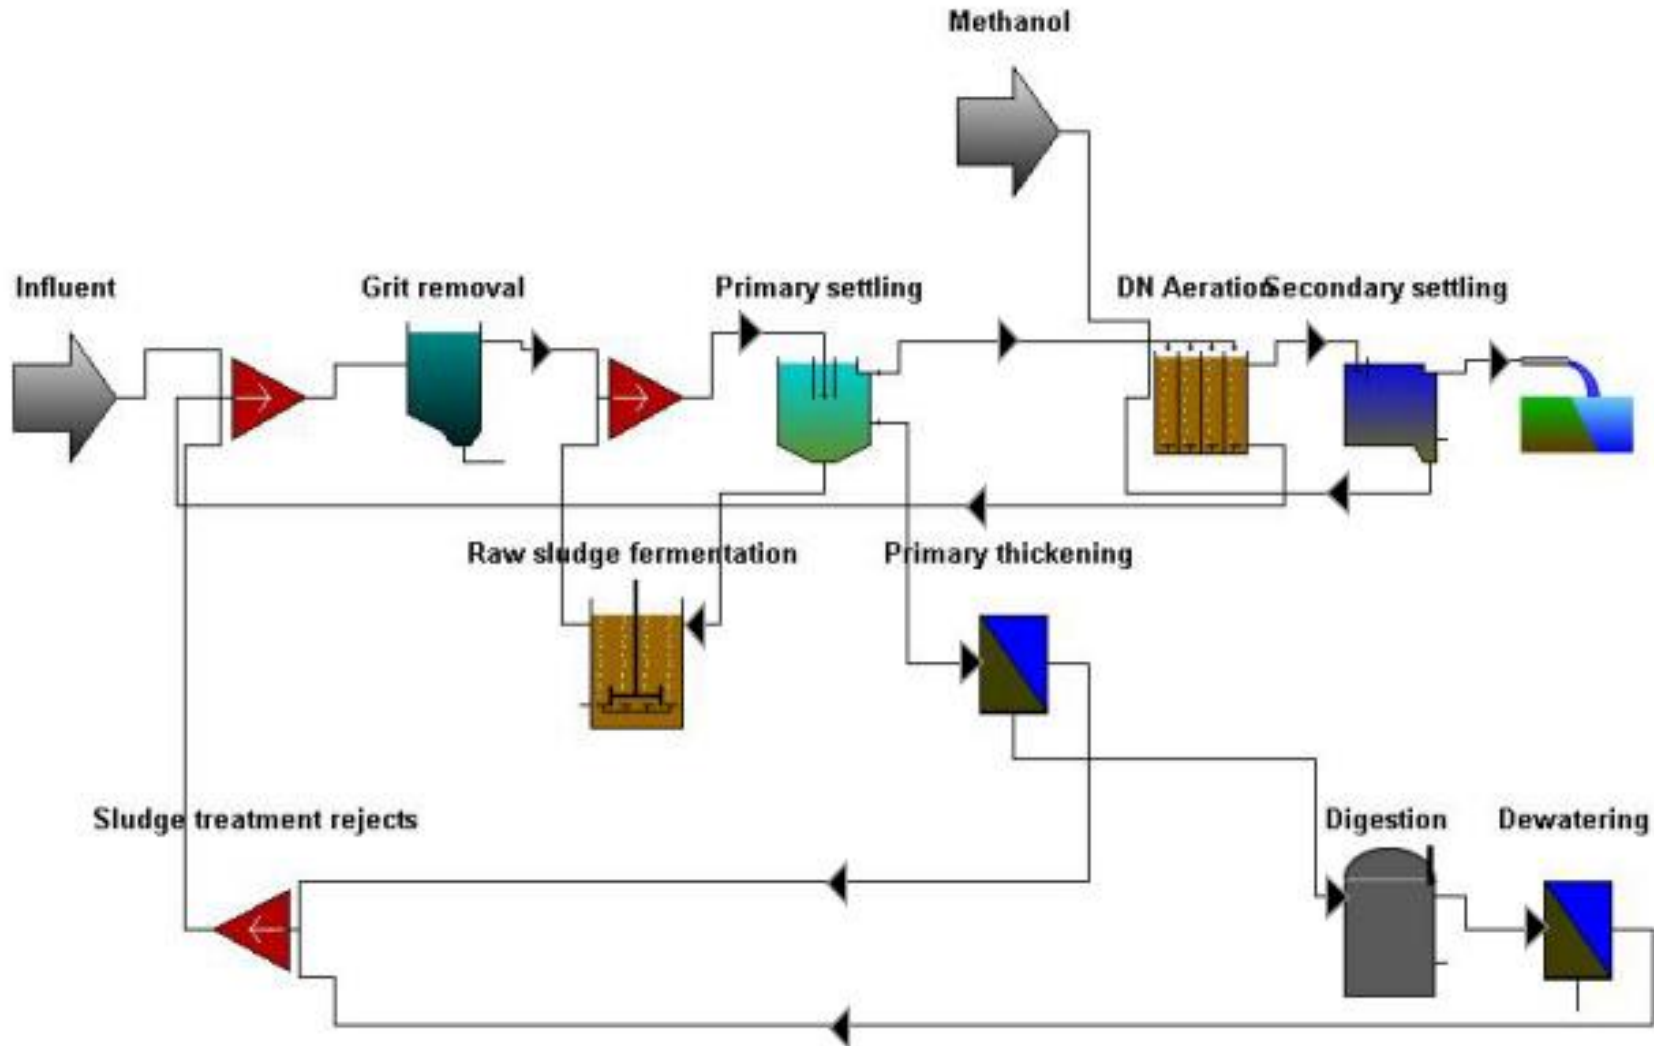 Methanol
Influent
Grit removal
Primary settling
DN Aeration
Secondary settling
Raw sludge fermentation
Primary thickening
Sludge treatment rejects
Digestion
Dewatering